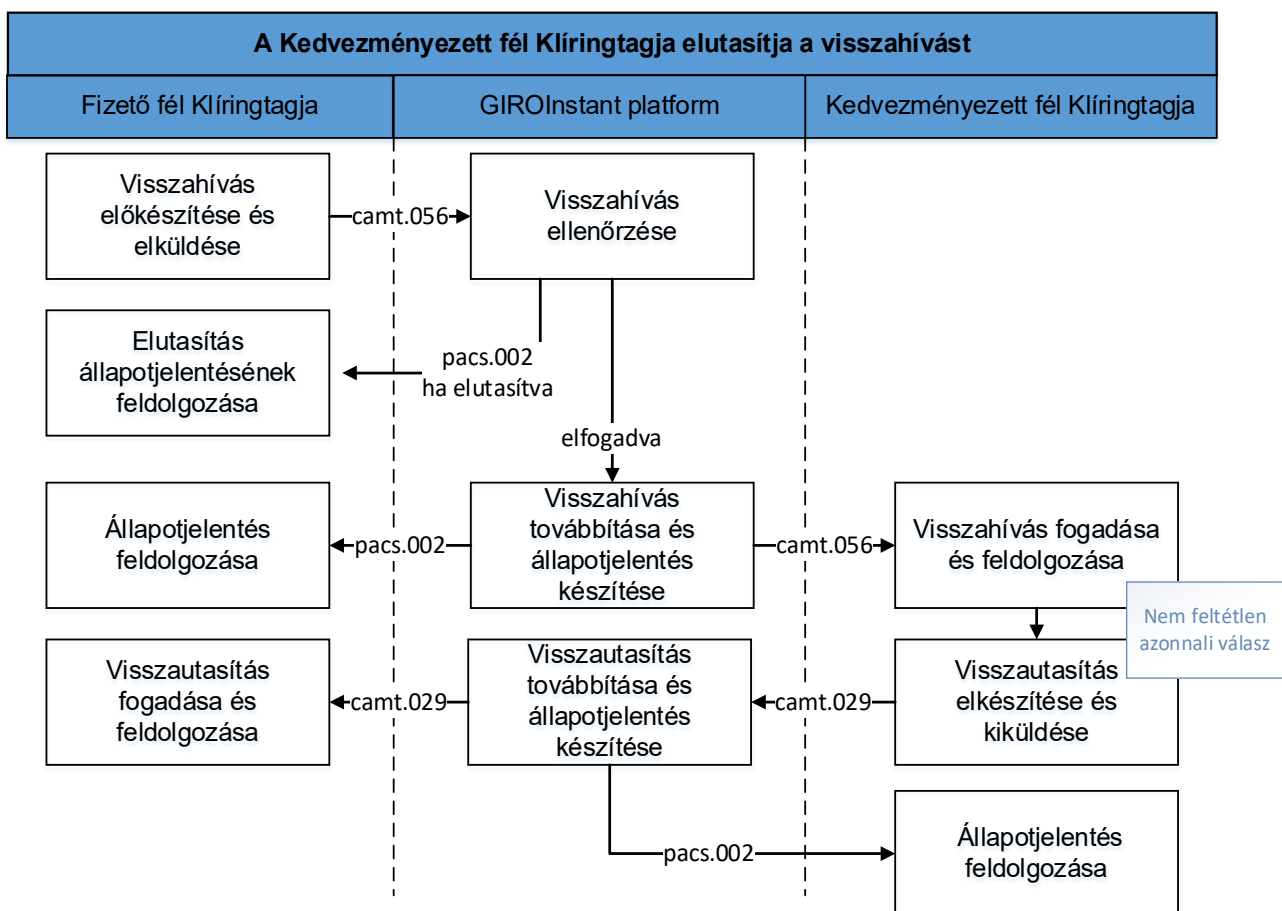 A Kedvezményezett fél Klíringtagja elutasítja a visszahívást
Fizető fél Klíringtagja
GIROInstant platform
Kedvezményezett fél Klíringtagja
Visszahívás
előkészítése és
elküldése
camt.056
Visszahívás
ellenőrzése
Elutasítás
állapotjelentésének
feldolgozása
pacs.002
ha elutasítva
elfogadva
Állapotjelentés
feldolgozása
pacs.002
Visszahívás
továbbítása és
állapotjelentés
készítése
camt.056
Visszahívás fogadása
és feldolgozása
Nem feltétlen
azonnali válasz
Visszautasítás
fogadása és
feldolgozása
camt.029
Visszautasítás
továbbítása és
állapotjelentés
készítése
camt.029
Visszautasítás
elkészítése és
kiküldése
pacs.002
Állapotjelentés
feldolgozása